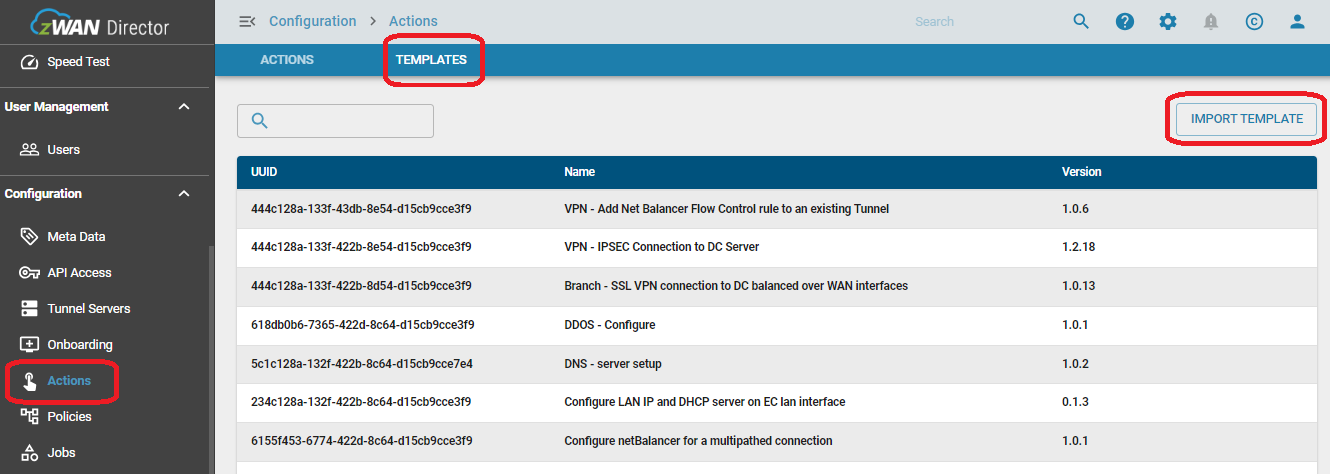 zWAN Director
Speed Test
User Management
Users
Configuration
Meta Data
API Access
Tunnel Servers
Onboarding
Actions
Policies
Jobs
Configuration > Actions
Search
ACTIONS TEMPLATES
IMPORT TEMPLATE
UUID Name Version
444c128a-133f-43db-8e54-d15cb9cce3f9 VPN - Add Net Balancer Flow Control rule to an existing Tunnel 1.0.6
444c128a-133f-422b-8e54-d15cb9cce3f9 VPN - IPSEC Connection to DC Server 1.2.18
444c128a-133f-422b-8d54-d15cb9cce3f9 Branch - SSL VPN connection to DC balanced over WAN interfaces 1.0.13
618db0b6-7365-422d-8c64-d15cb9cce3f9 DDOS - Configure 1.0.1
5c1c128a-132f-422b-8c64-d15cb9cce7e4 DNS - server setup 1.0.2
234c128a-132f-422b-8c64-d15cb9cce3f9 Configure LAN IP and DHCP server on EC lan interface 0.1.3
6155f453-6774-422d-8c64-d15cb9cce3f9 Configure netBalancer for a multipathed connection 1.0.1